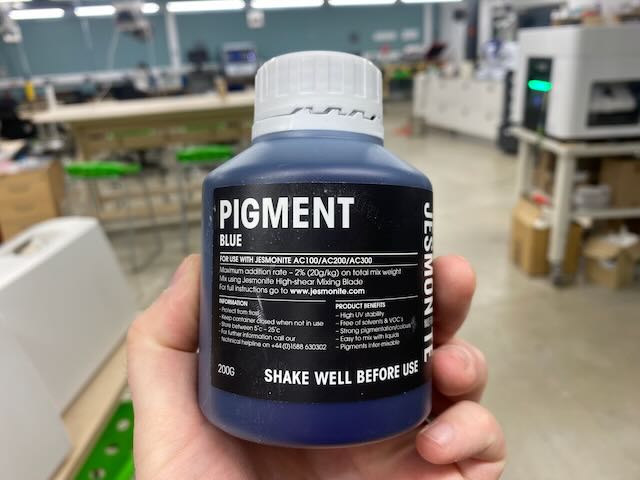 PIGMENT
BLUE
FOR USE WITH JESMONITE AC100/AC200/AC300
Maximum addition rate – 2% (20g/kg) on total mix weight
Mix using Jesmonite High-shear Mixing Blade
For full instructions go to www.jesmonite.com
INFORMATION
- Protect from frost
- Keep container closed when not in use
- Store between 5°c – 25°c
- For further information call our
technical helpline on +44 (0)1588 630302
PRODUCT BENEFITS
- High UV stability
- Free of solvents & VOC's
- Strong pigmentation/colours
- Easy to mix with liquids
- Pigments inter-mixable
200G
SHAKE WELL BEFORE USE
JESMONITE